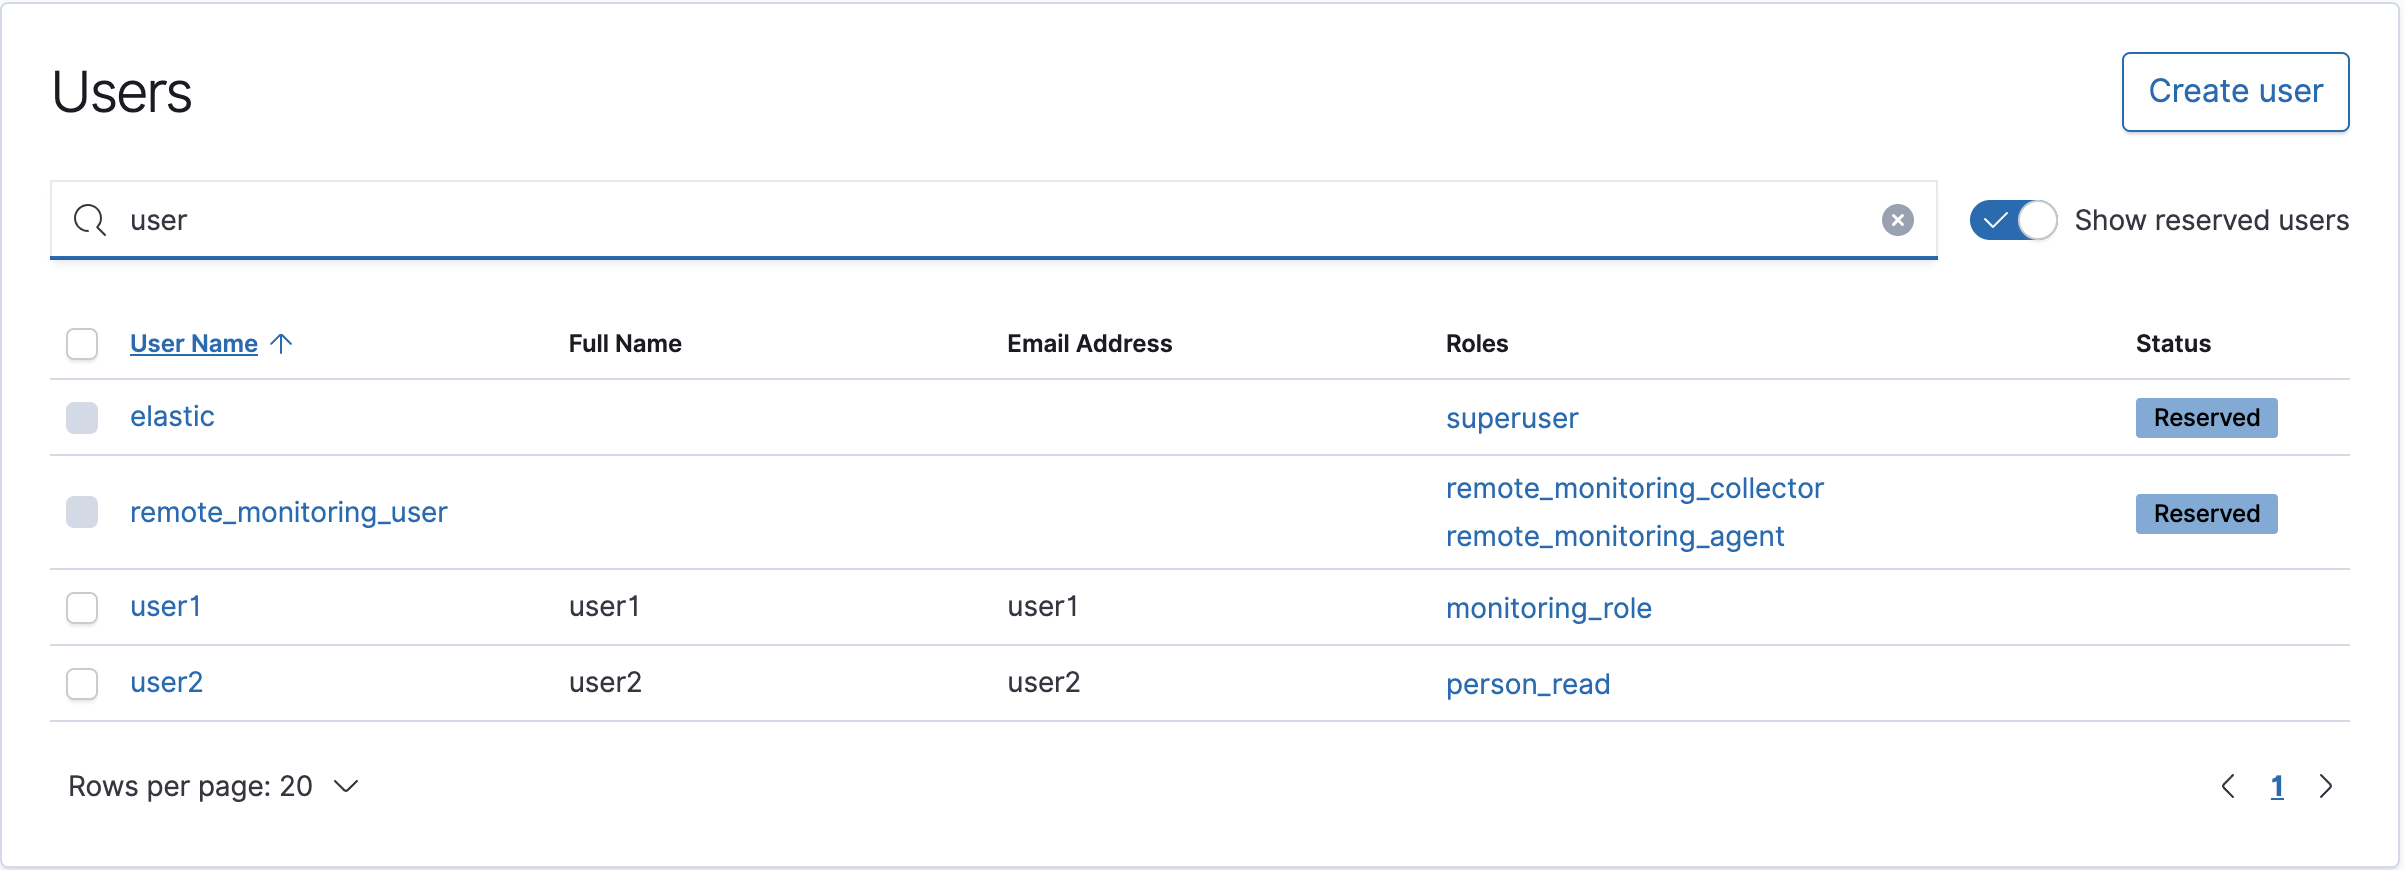 Users
Create user
user
Show reserved users
User Name Full Name Email Address Roles Status
elastic superuser Reserved
remote_monitoring_user remote_monitoring_collector Reserved
remote_monitoring_agent
user1 user1 user1 monitoring_role
user2 user2 user2 person_read
Rows per page: 20
1